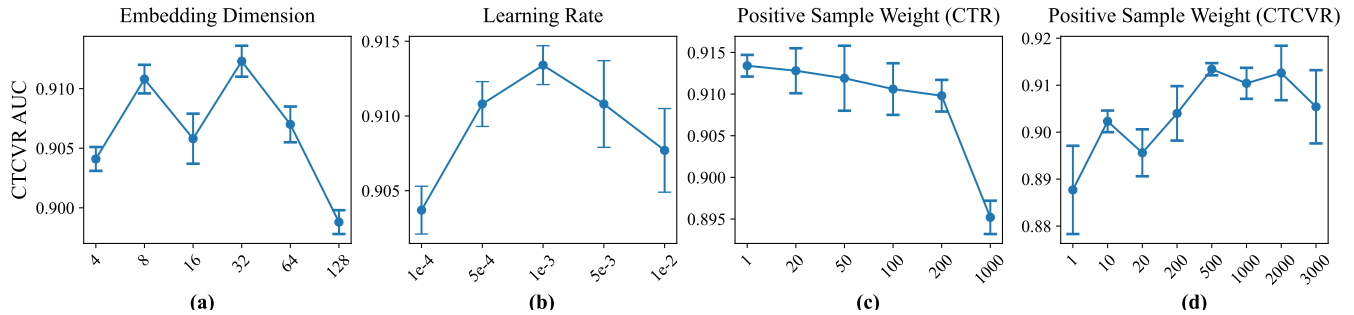 Embedding Dimension
Learning Rate
Positive Sample Weight (CTR)
Positive Sample Weight (CTCVR)
CTCVR AUC
0.910
0.905
0.900
4
8
16
32
64
128
(a)
0.915
0.910
0.905
1e-4
5e-4
1e-3
5e-3
1e-2
(b)
0.915
0.910
0.905
0.900
0.895
1
20
50
100
200
1000
(c)
0.92
0.91
0.90
0.89
0.88
1
10
20
200
500
1000
2000
3000
(d)